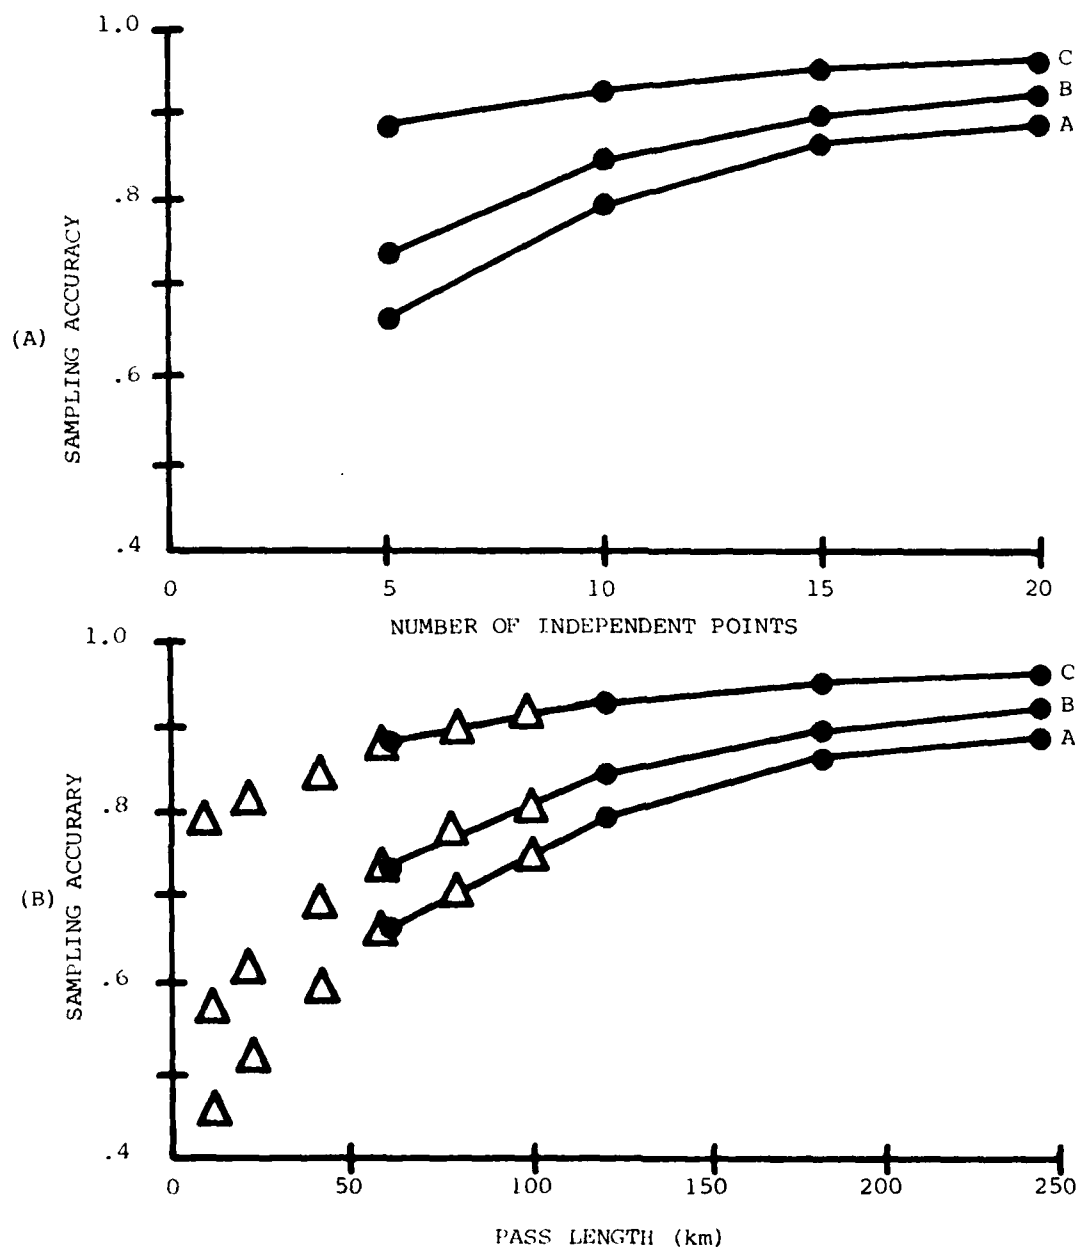 1.0
C
B
A
.8
SAMPLING ACCURACY
(A)
.6
.4
0 5 10 15 20
NUMBER OF INDEPENDENT POINTS
1.0
C
B
A
.8
SAMPLING ACCURARY
(B)
.6
.4
0 50 100 150 200 250
PASS LENGTH (km)